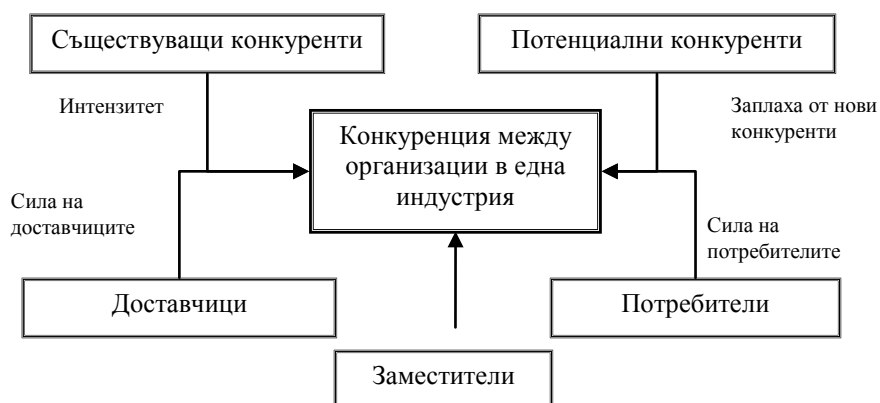 Съществуващи конкуренти
Потенциални конкуренти
Интензитет
Заплаха от нови
конкуренти
Конкуренция между
организации в една
индустрия
Сила на
доставчиците
Сила на
потребителите
Доставчици
Потребители
Заместители